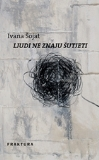 Ivana Šojat
LJUDI NE ZNAJU ŠUTJETI
FRAKTURA